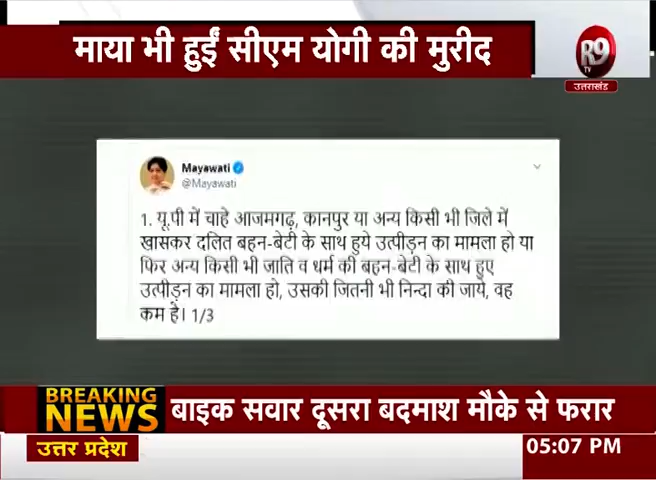 माया भी हुईं सीएम योगी की मुरीद
R9
TV
उत्तराखंड
Mayawati
@Mayawati
1. यू.पी में चाहे आजमगढ़, कानपुर या अन्य किसी भी जिले में
खासकर दलित बहन-बेटी के साथ हुये उत्पीड़न का मामला हो या
फिर अन्य किसी भी जाति व धर्म की बहन-बेटी के साथ हुए
उत्पीड़न का मामला हो, उसकी जितनी भी निन्दा की जाये, वह
कम है। 1/3
BREAKING
NEWS
बाइक सवार दूसरा बदमाश मौके से फरार
उत्तर प्रदेश
05:07 PM